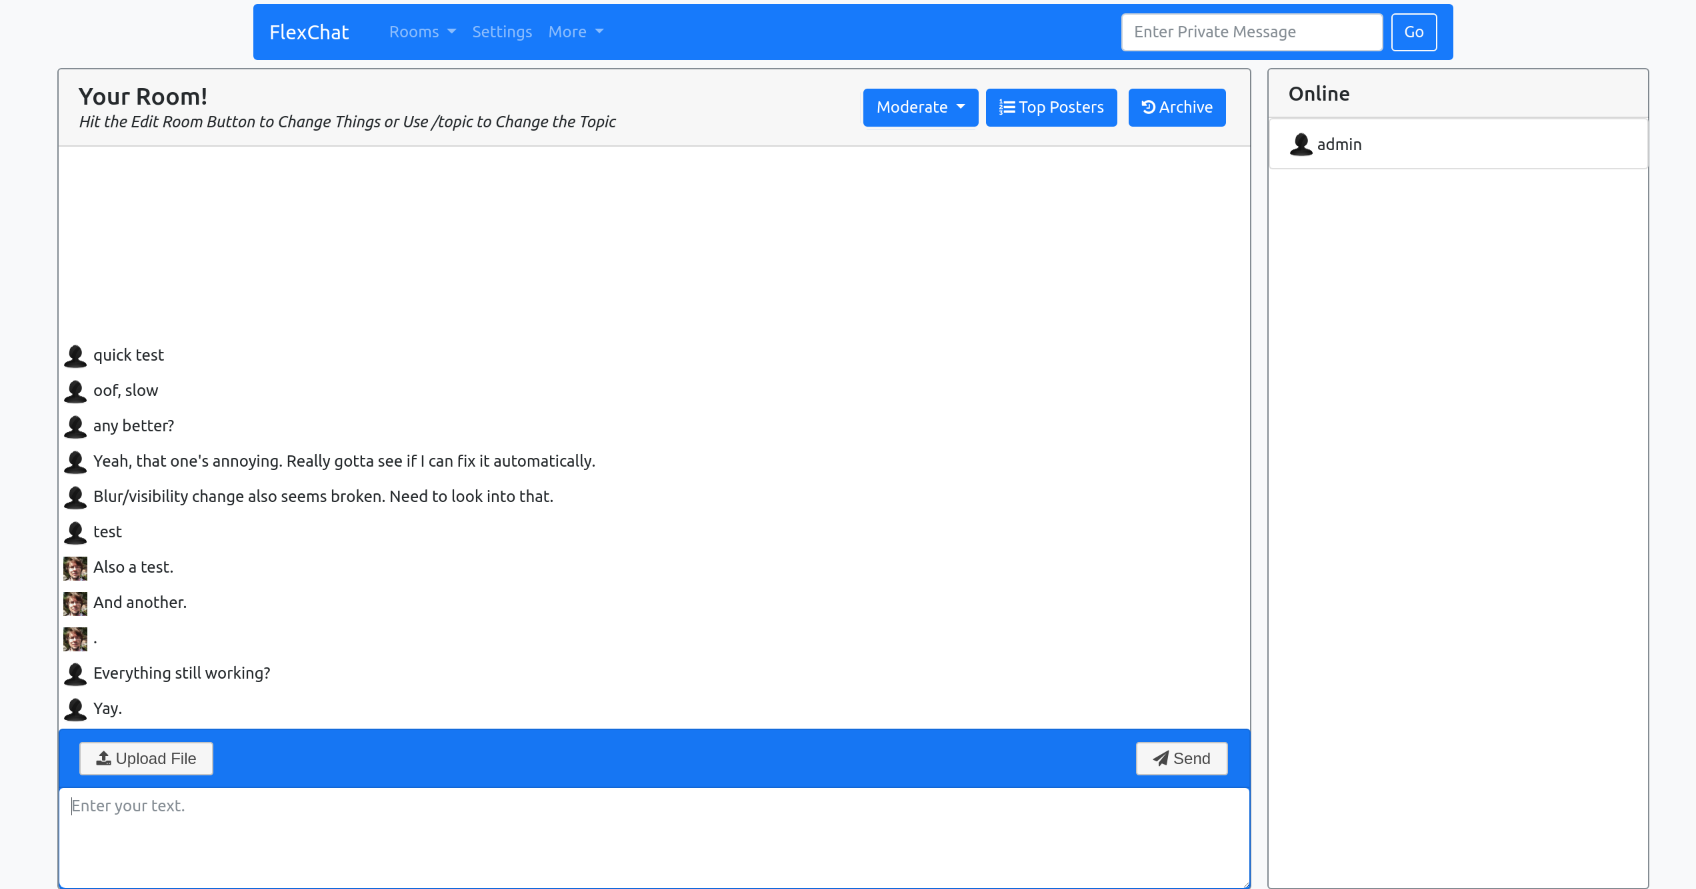 FlexChat Rooms Settings More Enter Private Message Go
Your Room!
Hit the Edit Room Button to Change Things or Use /topic to Change the Topic
Moderate Top Posters Archive
Online
admin
quick test
oof, slow
any better?
Yeah, that one's annoying. Really gotta see if I can fix it automatically.
Blur/visibility change also seems broken. Need to look into that.
test
Also a test.
And another.
.
Everything still working?
Yay.
Upload File Send
Enter your text.